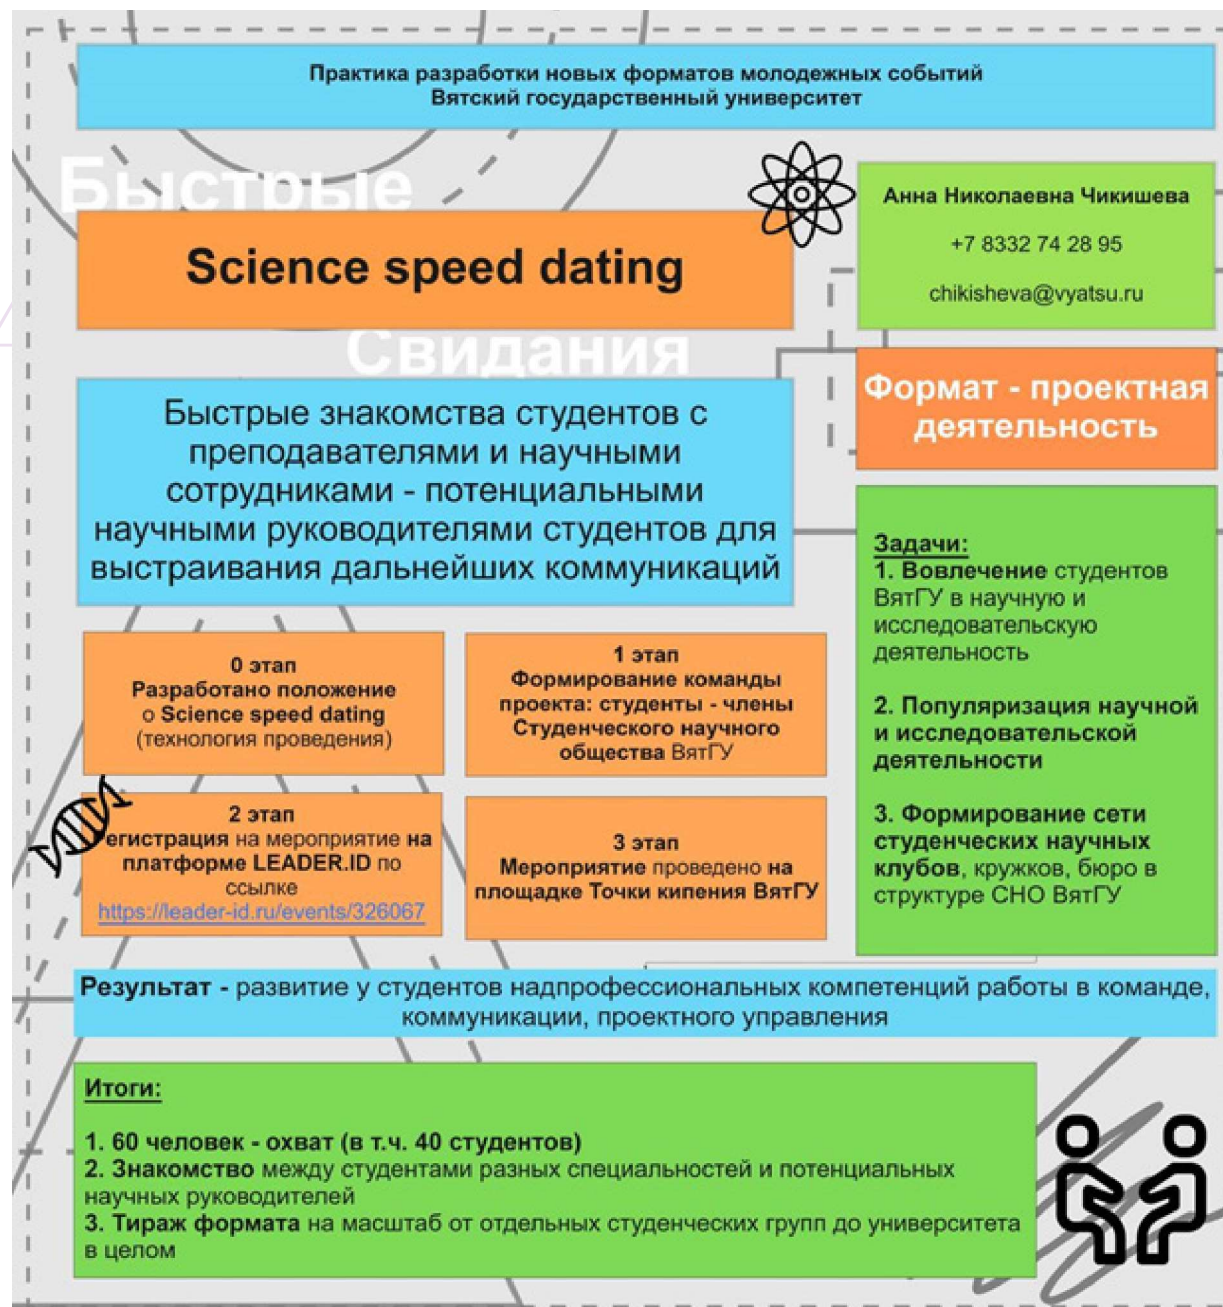 Практика разработки новых форматов молодежных событий
Вятский государственный университет
Быстрые
Science speed dating
Свидания
Анна Николаевна Чикишева
+7 8332 74 28 95
chikisheva@vyatsu.ru
Формат - проектная
деятельность
Быстрые знакомства студентов с
преподавателями и научными
сотрудниками - потенциальными
научными руководителями студентов для
выстраивания дальнейших коммуникаций
Задачи:
1. Вовлечение студентов
ВятГУ в научную и
исследовательскую
деятельность
2. Популяризация научной
и исследовательской
деятельности
3. Формирование сети
студенческих научных
клубов, кружков, бюро в
структуре СНО ВятГУ
0 этап
Разработано положение
о Science speed dating
(технология проведения)
1 этап
Формирование команды
проекта: студенты - члены
Студенческого научного
общества ВятГУ
2 этап
егистрация на мероприятие на
платформе LEADER.ID по
ссылке
https://leader-id.ru/events/326067
3 этап
Мероприятие проведено на
площадке Точки кипения ВятГУ
Результат - развитие у студентов надпрофессиональных компетенций работы в команде,
коммуникации, проектного управления
Итоги:
1. 60 человек - охват (в т.ч. 40 студентов)
2. Знакомство между студентами разных специальностей и потенциальных
научных руководителей
3. Тираж формата на масштаб от отдельных студенческих групп до университета
в целом